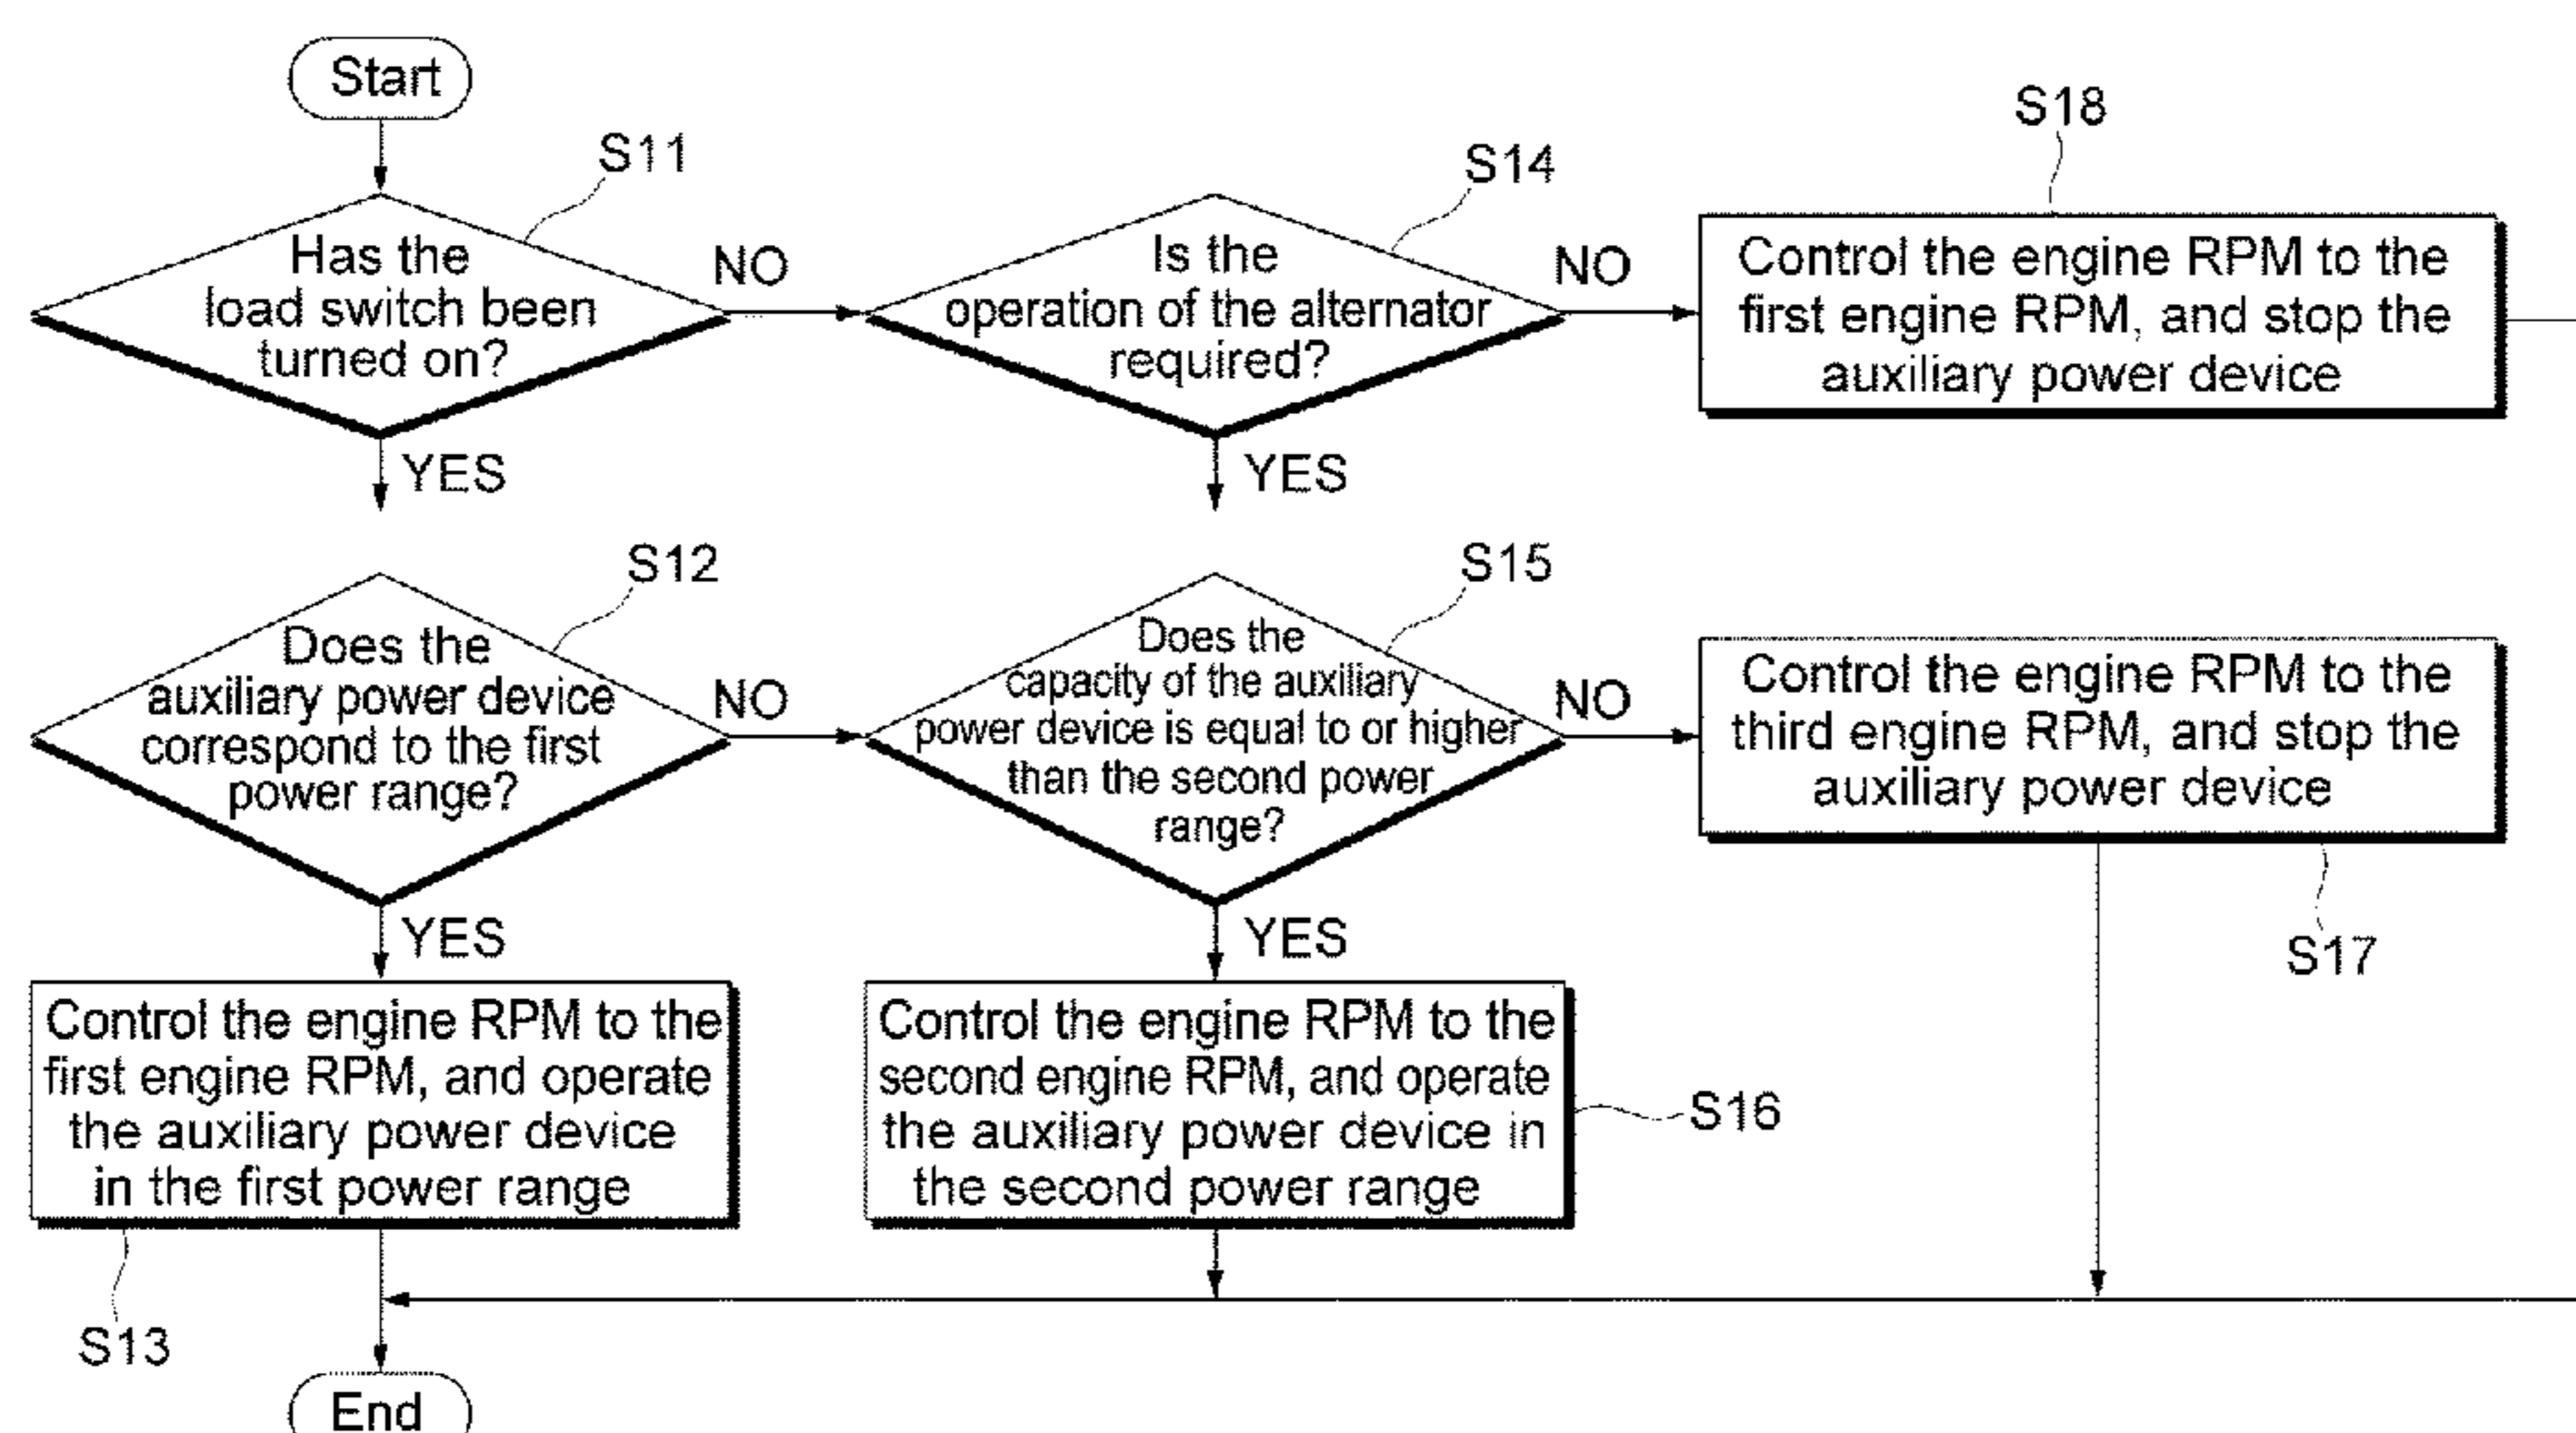 Start
S11
Has the
load switch been
turned on?
NO
YES
S14
Is the
operation of the alternator
required?
NO
YES
S18
Control the engine RPM to the
first engine RPM, and stop the
auxiliary power device
S12
Does the
auxiliary power device
correspond to the first
power range?
NO
YES
S15
Does the
capacity of the auxiliary
power device is equal to or higher
than the second power
range?
NO
YES
Control the engine RPM to the
third engine RPM, and stop the
auxiliary power device
S17
Control the engine RPM to the
first engine RPM, and operate
the auxiliary power device
in the first power range
S13
Control the engine RPM to the
second engine RPM, and operate
the auxiliary power device in
the second power range
S16
End